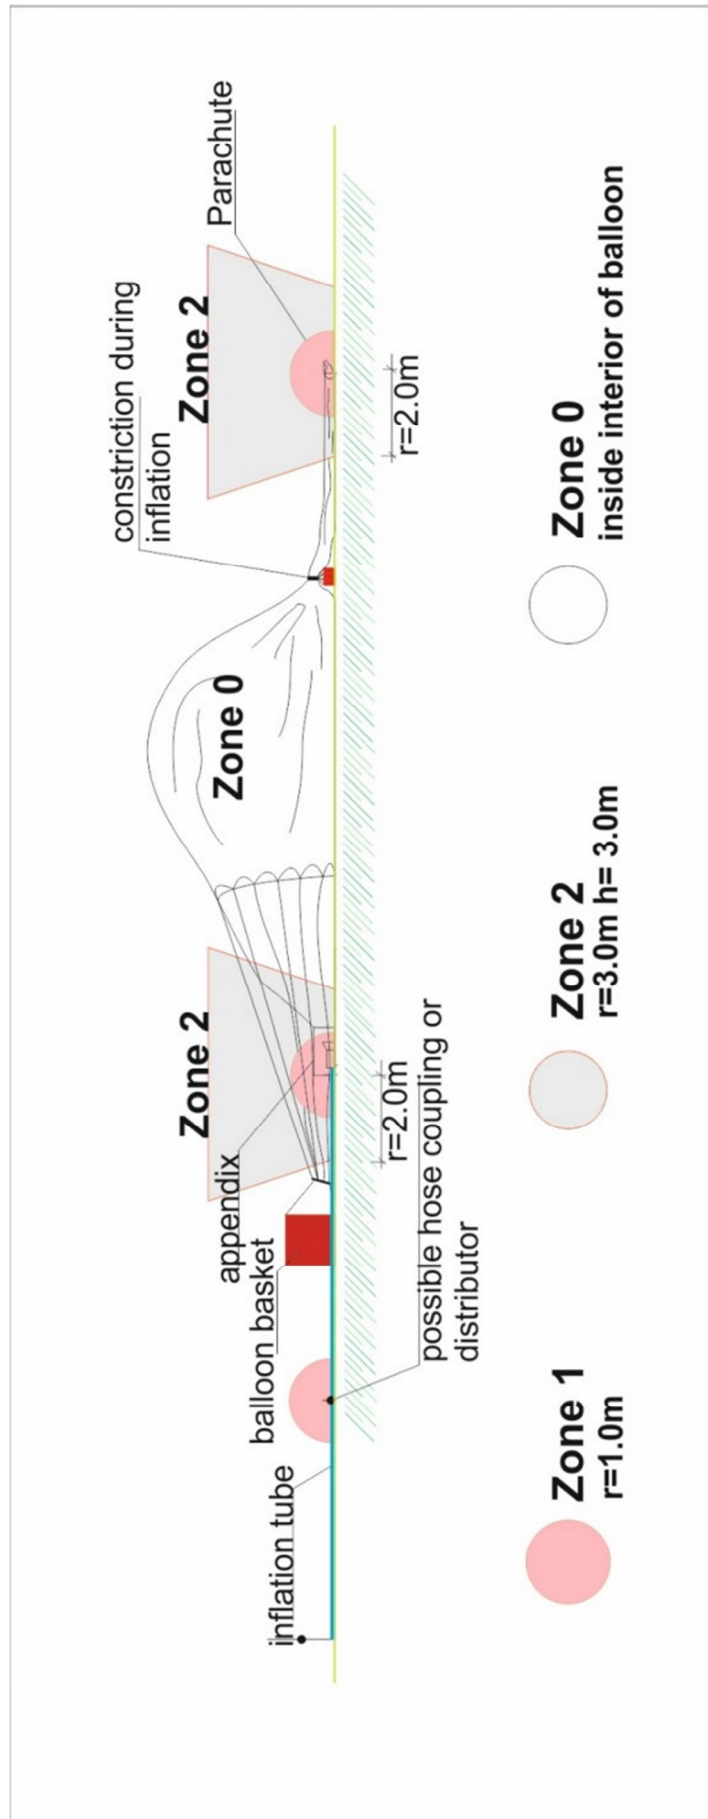 Parachute
constriction during
inflation
Zone 2
Zone 0
Zone 2
appendix
balloon basket
inflation tube
r=2.0m
r=2.0m
possible hose coupling or
distributor
Zone 1
r=1.0m
Zone 2
r=3.0m h= 3.0m
Zone 0
inside interior of balloon